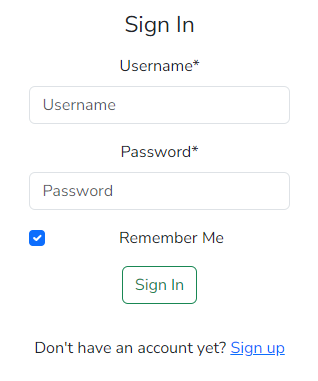 Sign In
Username*
Username
Password*
Password
Remember Me
Sign In
Don't have an account yet? Sign up